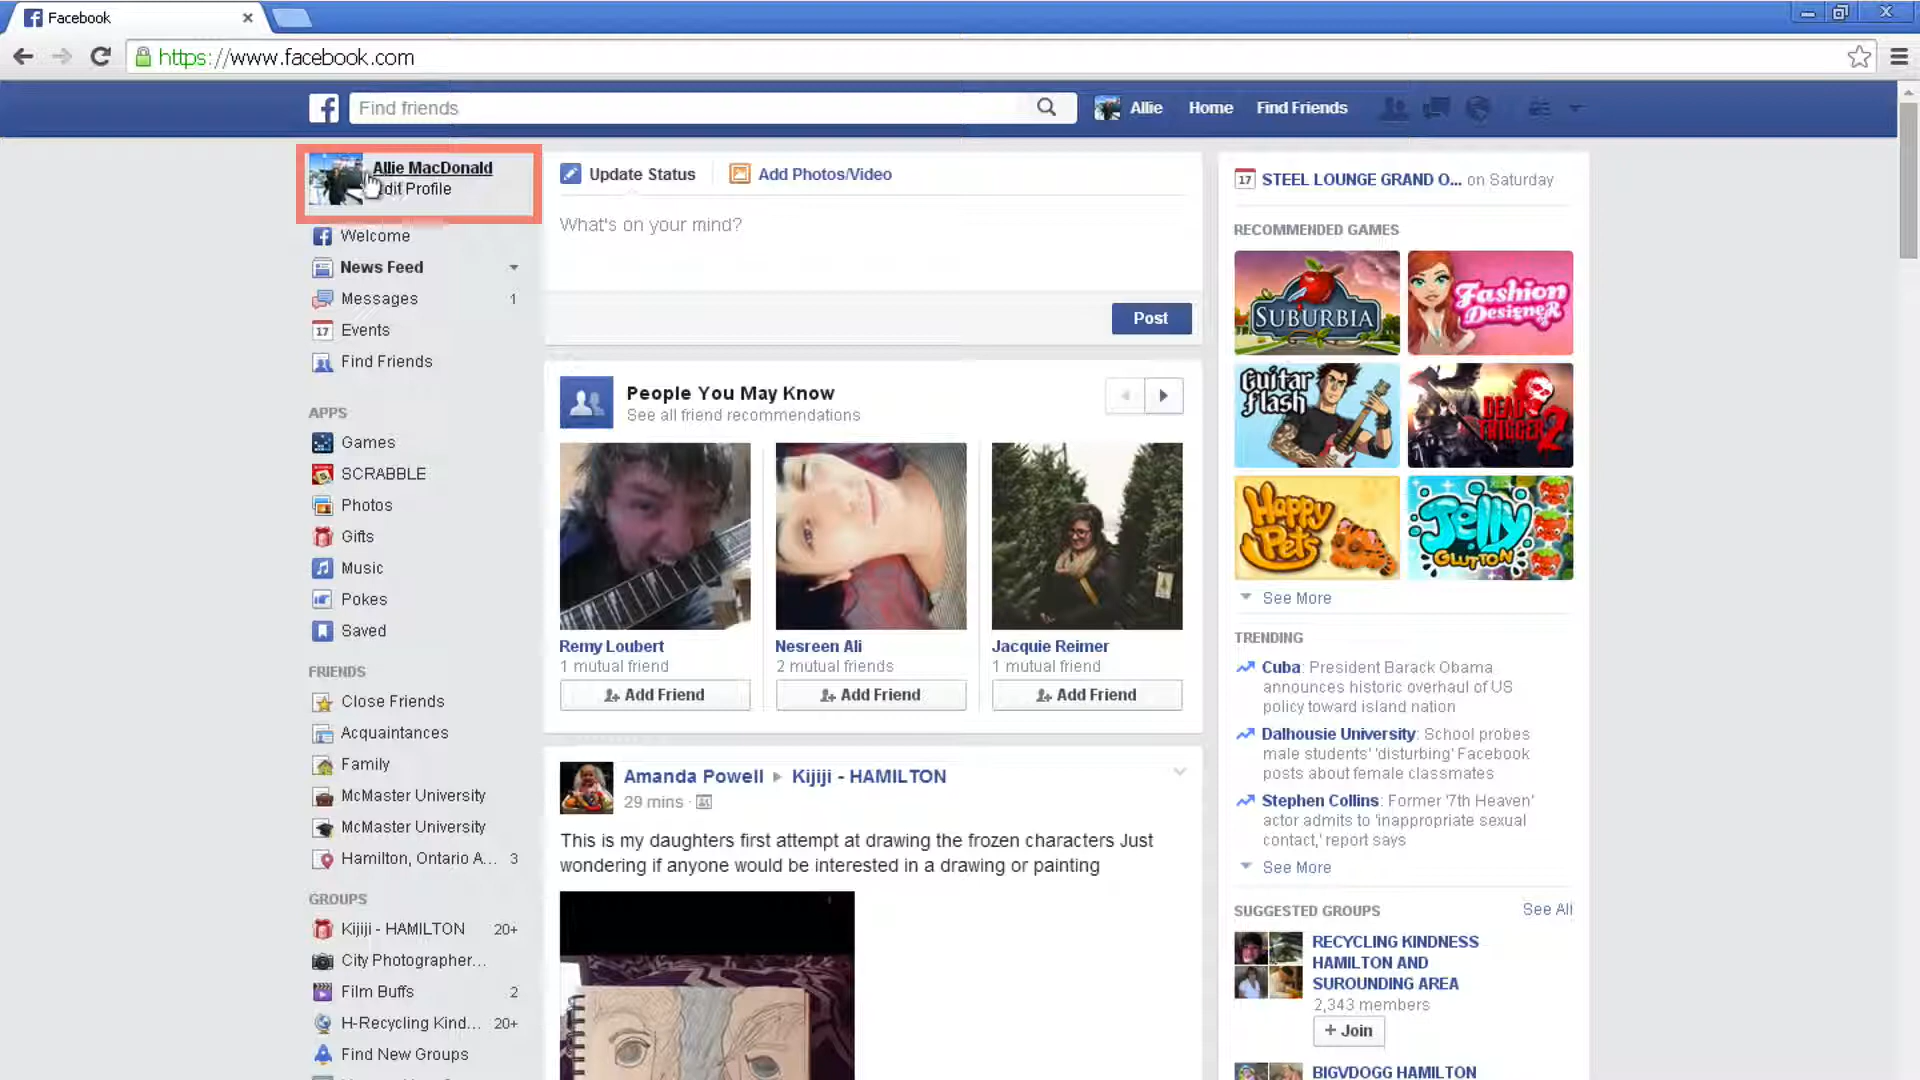 Facebook
https://www.facebook.com
Find friends
Allie
Home
Find Friends
Allie MacDonald
dit Profile
Welcome
News Feed
Messages 1
17 Events
Find Friends
APPS
Games
SCRABBLE
Photos
Gifts
Music
Pokes
Saved
FRIENDS
Close Friends
Acquaintances
Family
McMaster University
McMaster University
Hamilton, Ontario A... 3
GROUPS
Kijiji - HAMILTON 20+
City Photographer...
Film Buffs 2
H-Recycling Kind... 20+
Find New Groups
Update Status
Add Photos/Video
What's on your mind?
Post
People You May Know
See all friend recommendations
Remy Loubert
1 mutual friend
Add Friend
Nesreen Ali
2 mutual friends
Add Friend
Jacquie Reimer
1 mutual friend
Add Friend
Amanda Powell ▸ Kijiji - HAMILTON
29 mins ·
This is my daughters first attempt at drawing the frozen characters Just
wondering if anyone would be interested in a drawing or painting
17 STEEL LOUNGE GRAND O... on Saturday
RECOMMENDED GAMES
SUBURBIA
Fashion
Designer
Guitar
flash
DEAD
TRIGGER 2
Happy
Pets
Jelly
GLUTTON
See More
TRENDING
Cuba: President Barack Obama
announces historic overhaul of US
policy toward island nation
Dalhousie University: School probes
male students' 'disturbing' Facebook
posts about female classmates
Stephen Collins: Former '7th Heaven'
actor admits to 'inappropriate sexual
contact,' report says
See More
SUGGESTED GROUPS
See All
RECYCLING KINDNESS
HAMILTON AND
SUROUNDING AREA
2,343 members
+ Join
BIGVDOGG HAMILTON